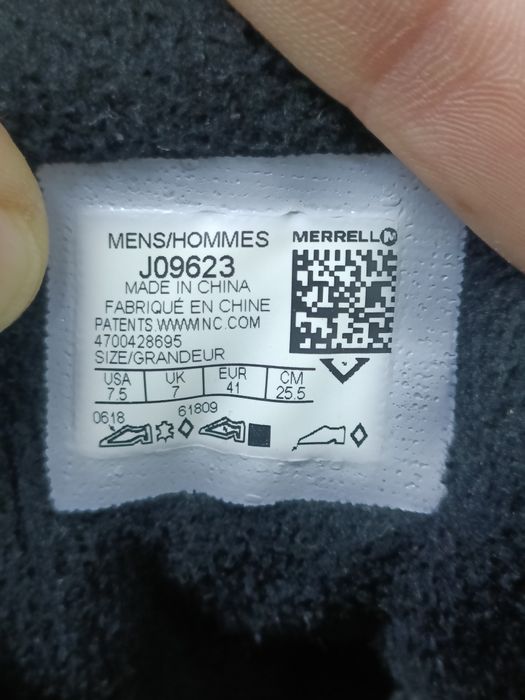 MENS/HOMMES
MERRELL
J09623
MADE IN CHINA
FABRIQUÉ EN CHINE
PATENTS.WWWINC.COM
4700428695
SIZE/GRANDEUR
USA UK EUR CM
7.5 7 41 25.5
0618 61809